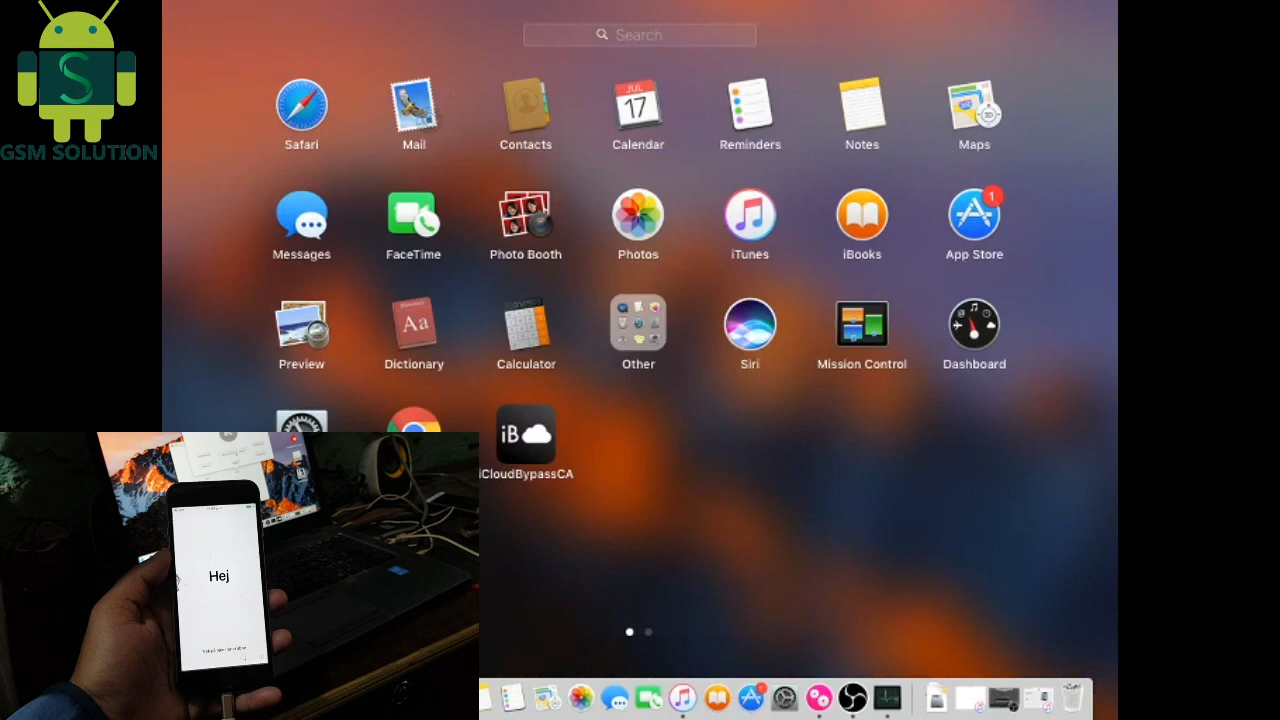 S
GSM SOLUTION
Search
Safari
Mail
JUL
17
Contacts
Calendar
Reminders
Notes
3D
Maps
Messages
FaceTime
Photo Booth
Photos
iTunes
iBooks
1
App Store
Aa
Preview
Dictionary
Calculator
Other
Siri
Mission Control
Dashboard
iB
iCloudBypassCA
Hej